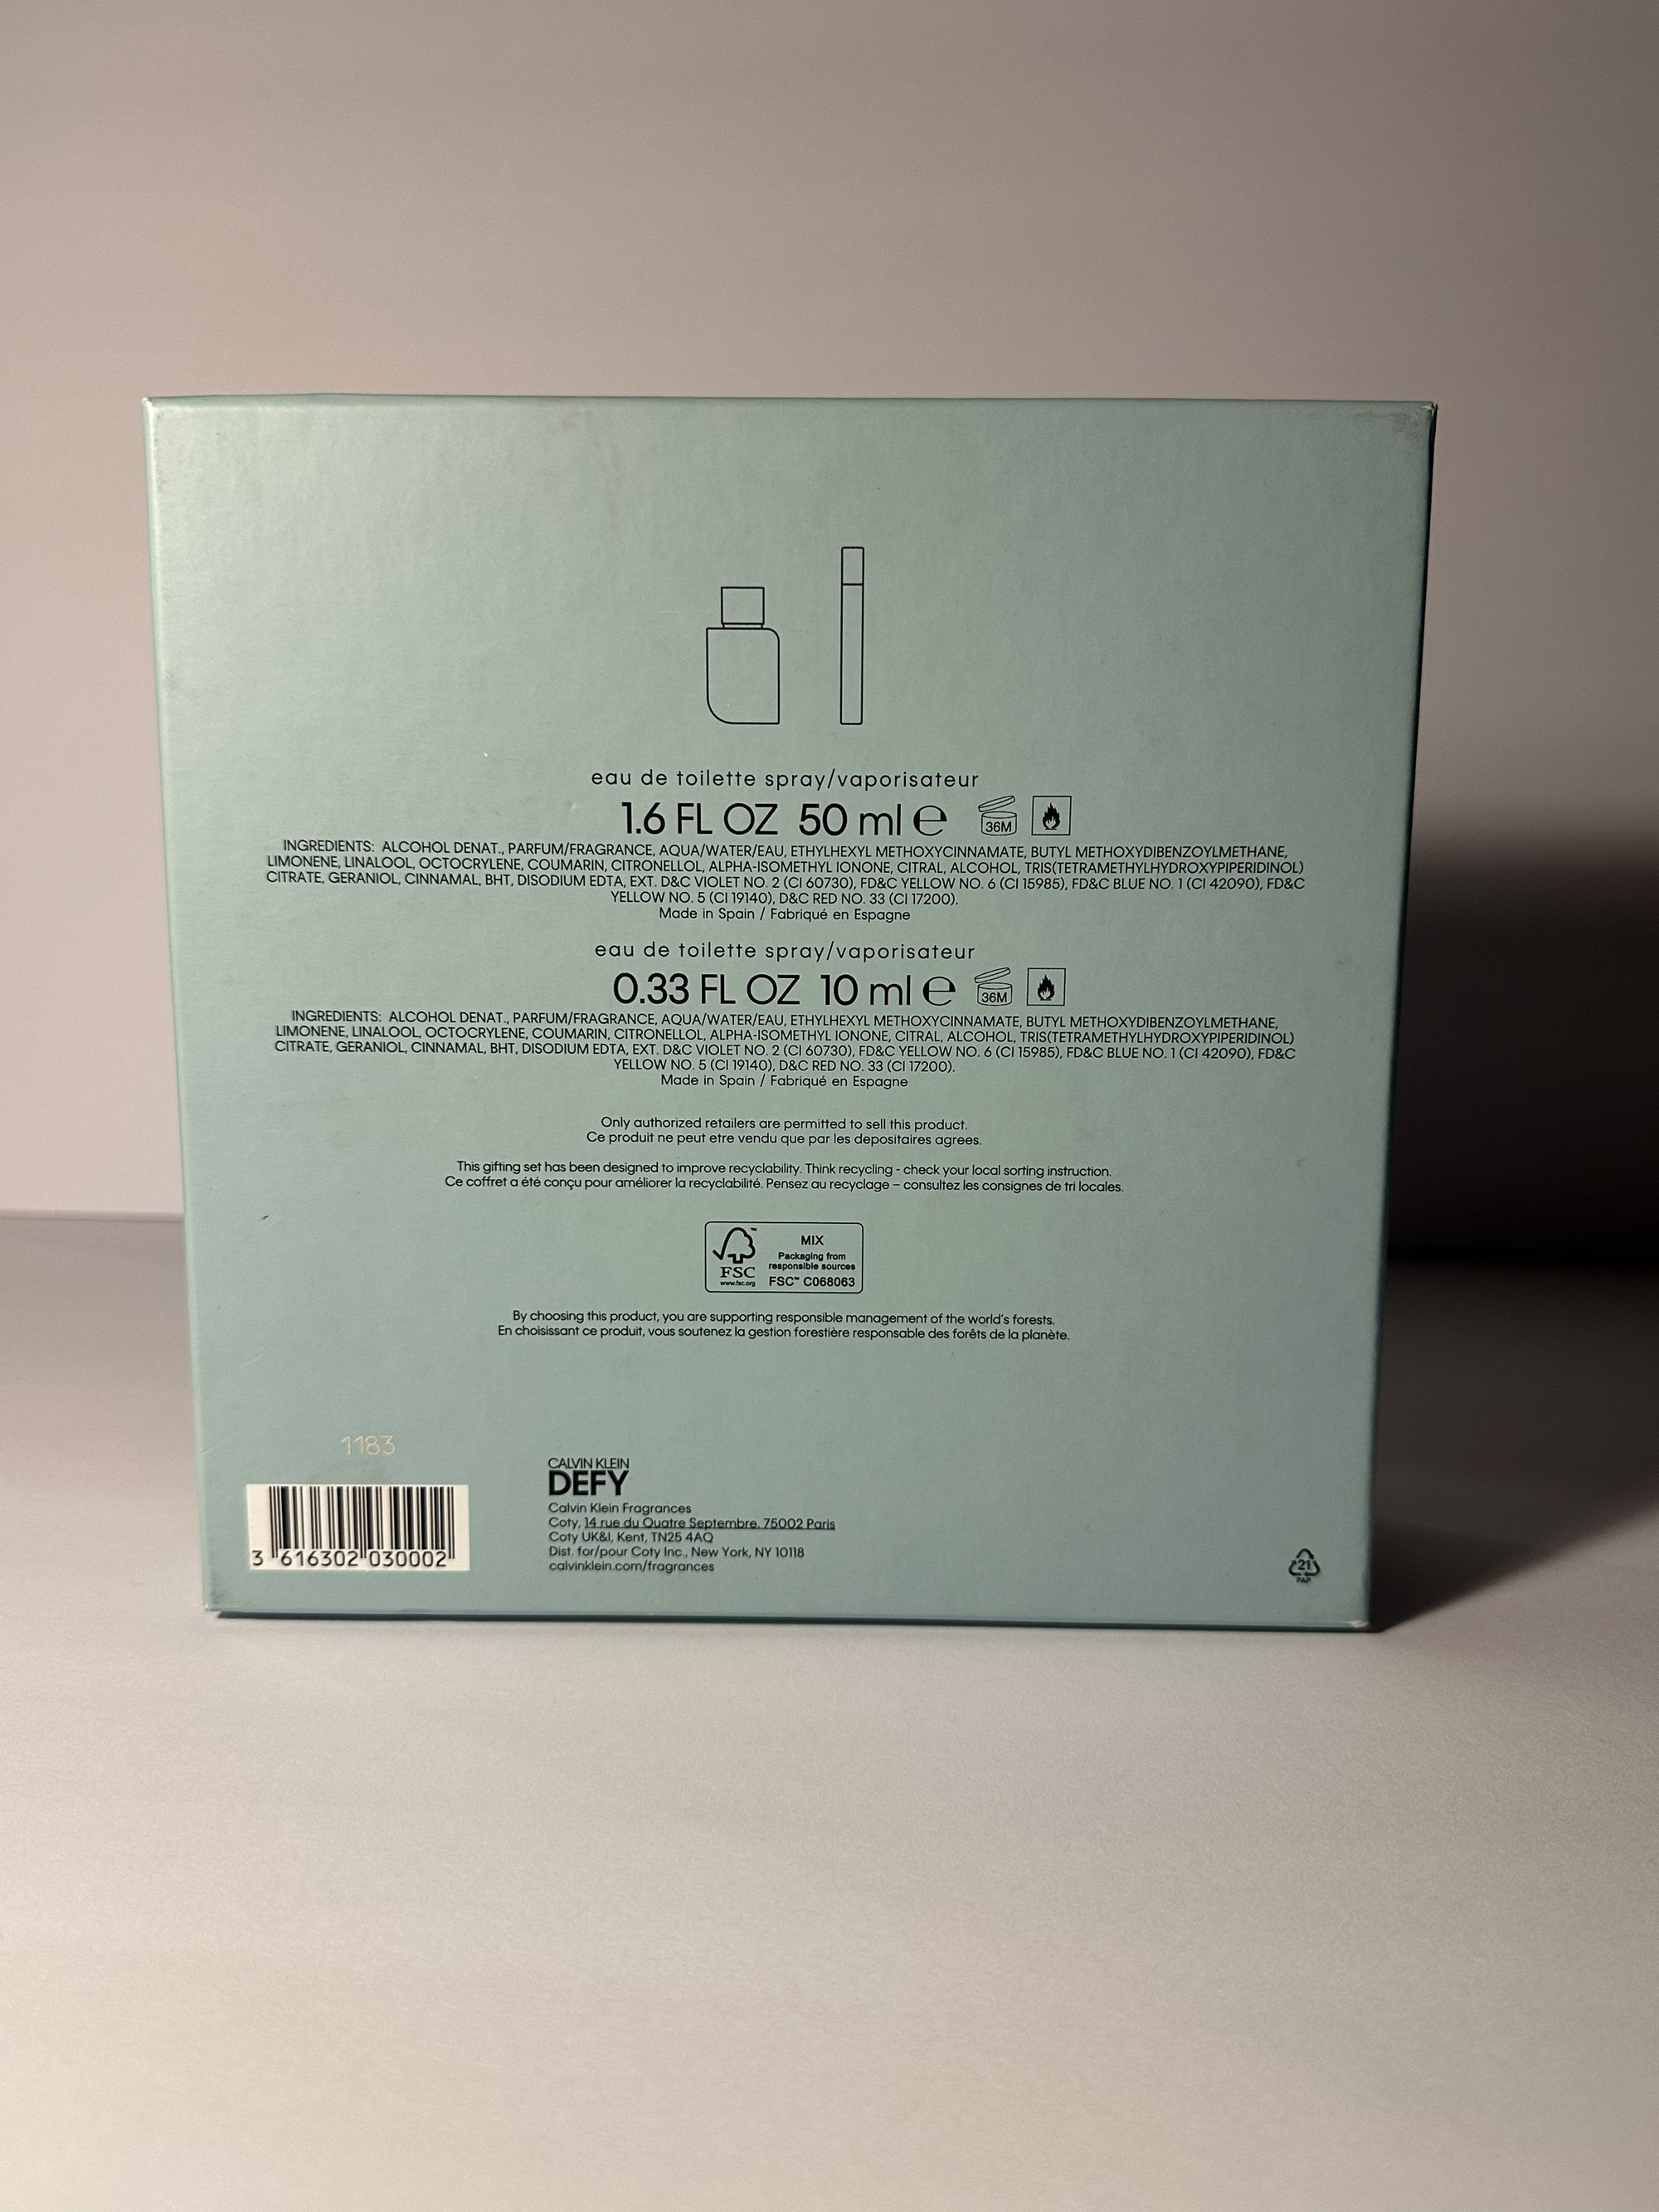 eau de toilette spray/vaporisateur
1.6 FL OZ 50 ml ℮ 36M
INGREDIENTS: ALCOHOL DENAT., PARFUM/FRAGRANCE, AQUA/WATER/EAU, ETHYLHEXYL METHOXYCINNAMATE, BUTYL METHOXYDIBENZOYLMETHANE,
LIMONENE, LINALOOL, OCTOCRYLENE, COUMARIN, CITRONELLOL, ALPHA-ISOMETHYL IONONE, CITRAL, ALCOHOL, TRIS(TETRAMETHYLHYDROXYPIPERIDINOL)
CITRATE, GERANIOL, CINNAMAL, BHT, DISODIUM EDTA, EXT. D&C VIOLET NO. 2 (CI 60730), FD&C YELLOW NO. 6 (CI 15985), FD&C BLUE NO. 1 (CI 42090), FD&C
YELLOW NO. 5 (CI 19140), D&C RED NO. 33 (CI 17200).
Made in Spain / Fabriqué en Espagne
eau de toilette spray/vaporisateur
0.33 FL OZ 10 ml ℮ 36M
INGREDIENTS: ALCOHOL DENAT., PARFUM/FRAGRANCE, AQUA/WATER/EAU, ETHYLHEXYL METHOXYCINNAMATE, BUTYL METHOXYDIBENZOYLMETHANE,
LIMONENE, LINALOOL, OCTOCRYLENE, COUMARIN, CITRONELLOL, ALPHA-ISOMETHYL IONONE, CITRAL, ALCOHOL, TRIS(TETRAMETHYLHYDROXYPIPERIDINOL)
CITRATE, GERANIOL, CINNAMAL, BHT, DISODIUM EDTA, EXT. D&C VIOLET NO. 2 (CI 60730), FD&C YELLOW NO. 6 (CI 15985), FD&C BLUE NO. 1 (CI 42090), FD&C
YELLOW NO. 5 (CI 19140), D&C RED NO. 33 (CI 17200).
Made in Spain / Fabriqué en Espagne
Only authorized retailers are permitted to sell this product.
Ce produit ne peut etre vendu que par les depositaires agrees.
This gifting set has been designed to improve recyclability. Think recycling - check your local sorting instruction.
Ce coffret a été conçu pour améliorer la recyclabilité. Pensez au recyclage – consultez les consignes de tri locales.
™
FSC
www.fsc.org
MIX
Packaging from
responsible sources
FSC™ C068063
By choosing this product, you are supporting responsible management of the world's forests.
En choisissant ce produit, vous soutenez la gestion forestière responsable des forêts de la planète.
1183
3 616302 030002
CALVIN KLEIN
DEFY
Calvin Klein Fragrances
Coty, 14 rue du Quatre Septembre, 75002 Paris
Coty UK&I, Kent, TN25 4AQ
Dist. for/pour Coty Inc., New York, NY 10118
calvinklein.com/fragrances
21
PAP